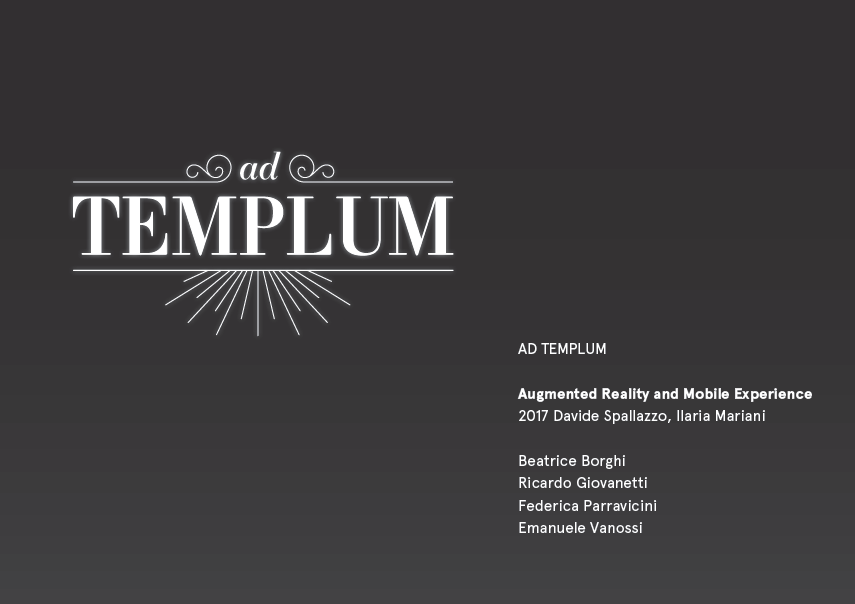 ad
TEMPLUM
AD TEMPLUM
Augmented Reality and Mobile Experience
2017 Davide Spallazzo, Ilaria Mariani
Beatrice Borghi
Ricardo Giovanetti
Federica Parravicini
Emanuele Vanossi